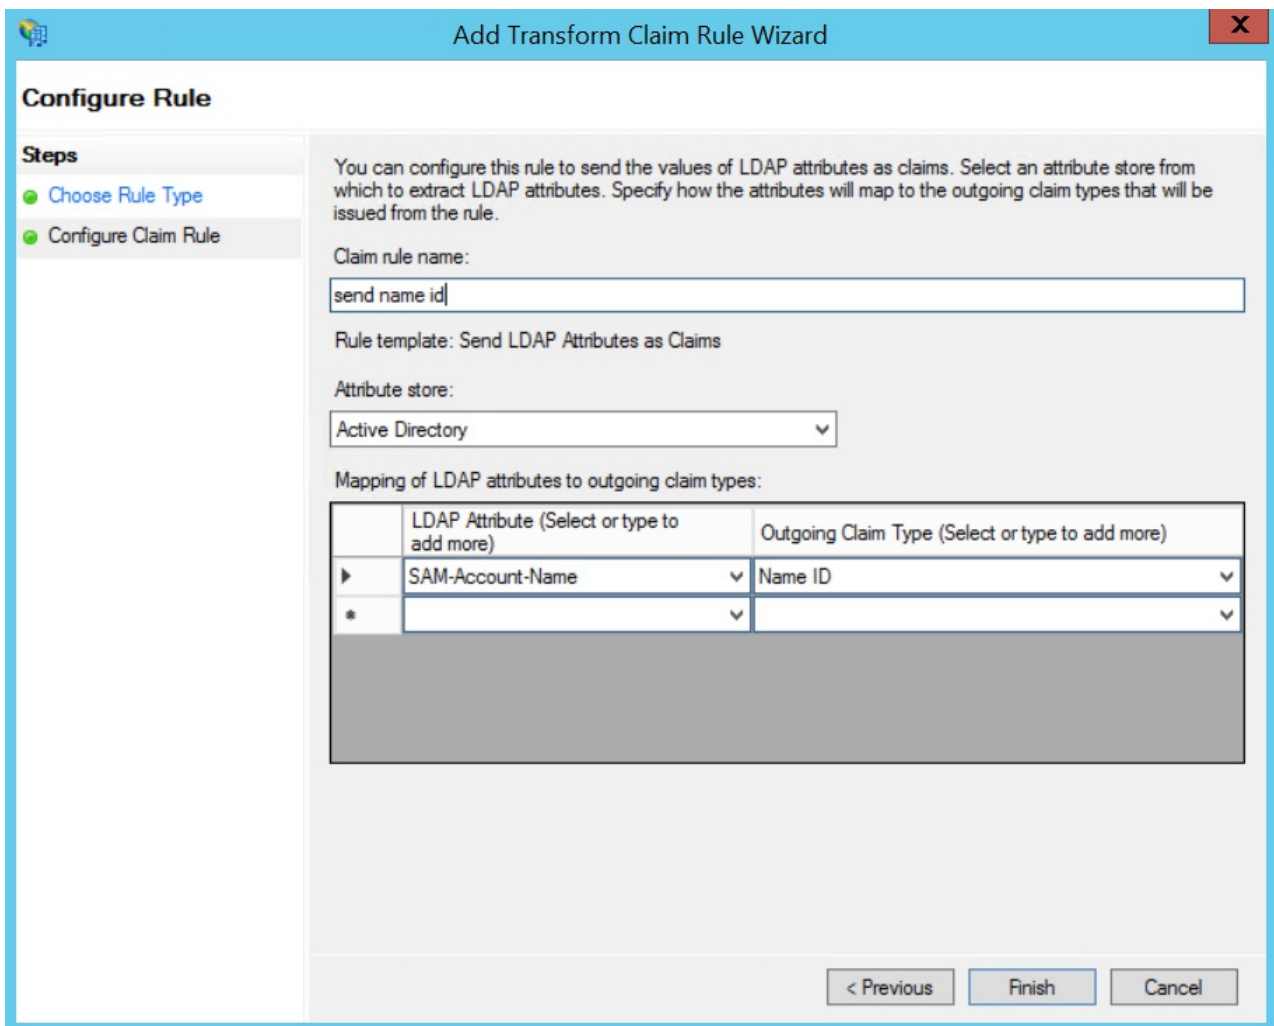 Add Transform Claim Rule Wizard
X
Configure Rule
Steps
Choose Rule Type
Configure Claim Rule
You can configure this rule to send the values of LDAP attributes as claims. Select an attribute store from
which to extract LDAP attributes. Specify how the attributes will map to the outgoing claim types that will be
issued from the rule.
Claim rule name:
send name id
Rule template: Send LDAP Attributes as Claims
Attribute store:
Active Directory
Mapping of LDAP attributes to outgoing claim types:
LDAP Attribute (Select or type to
add more)
Outgoing Claim Type (Select or type to add more)
SAM-Account-Name
Name ID
< Previous
Finish
Cancel